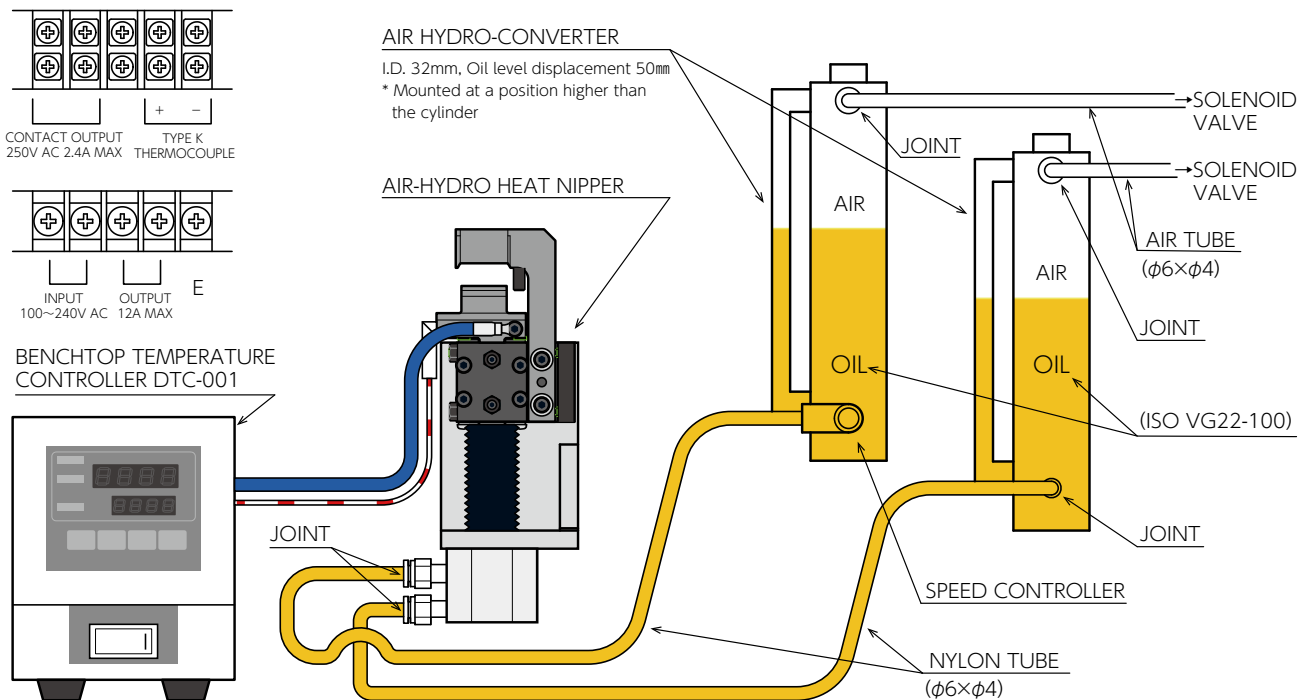 + −
CONTACT OUTPUT
250V AC 2.4A MAX
TYPE K
THERMOCOUPLE
INPUT
100～240V AC
OUTPUT
12A MAX
E
BENCHTOP TEMPERATURE
CONTROLLER DTC-001
8888
8888
AIR HYDRO-CONVERTER
I.D. 32mm, Oil level displacement 50㎜
* Mounted at a position higher than
the cylinder
AIR-HYDRO HEAT NIPPER
JOINT
AIR
OIL
JOINT
→SOLENOID
VALVE
→SOLENOID
VALVE
AIR TUBE
(φ6×φ4)
AIR
JOINT
OIL
(ISO VG22-100)
JOINT
SPEED CONTROLLER
NYLON TUBE
(φ6×φ4)